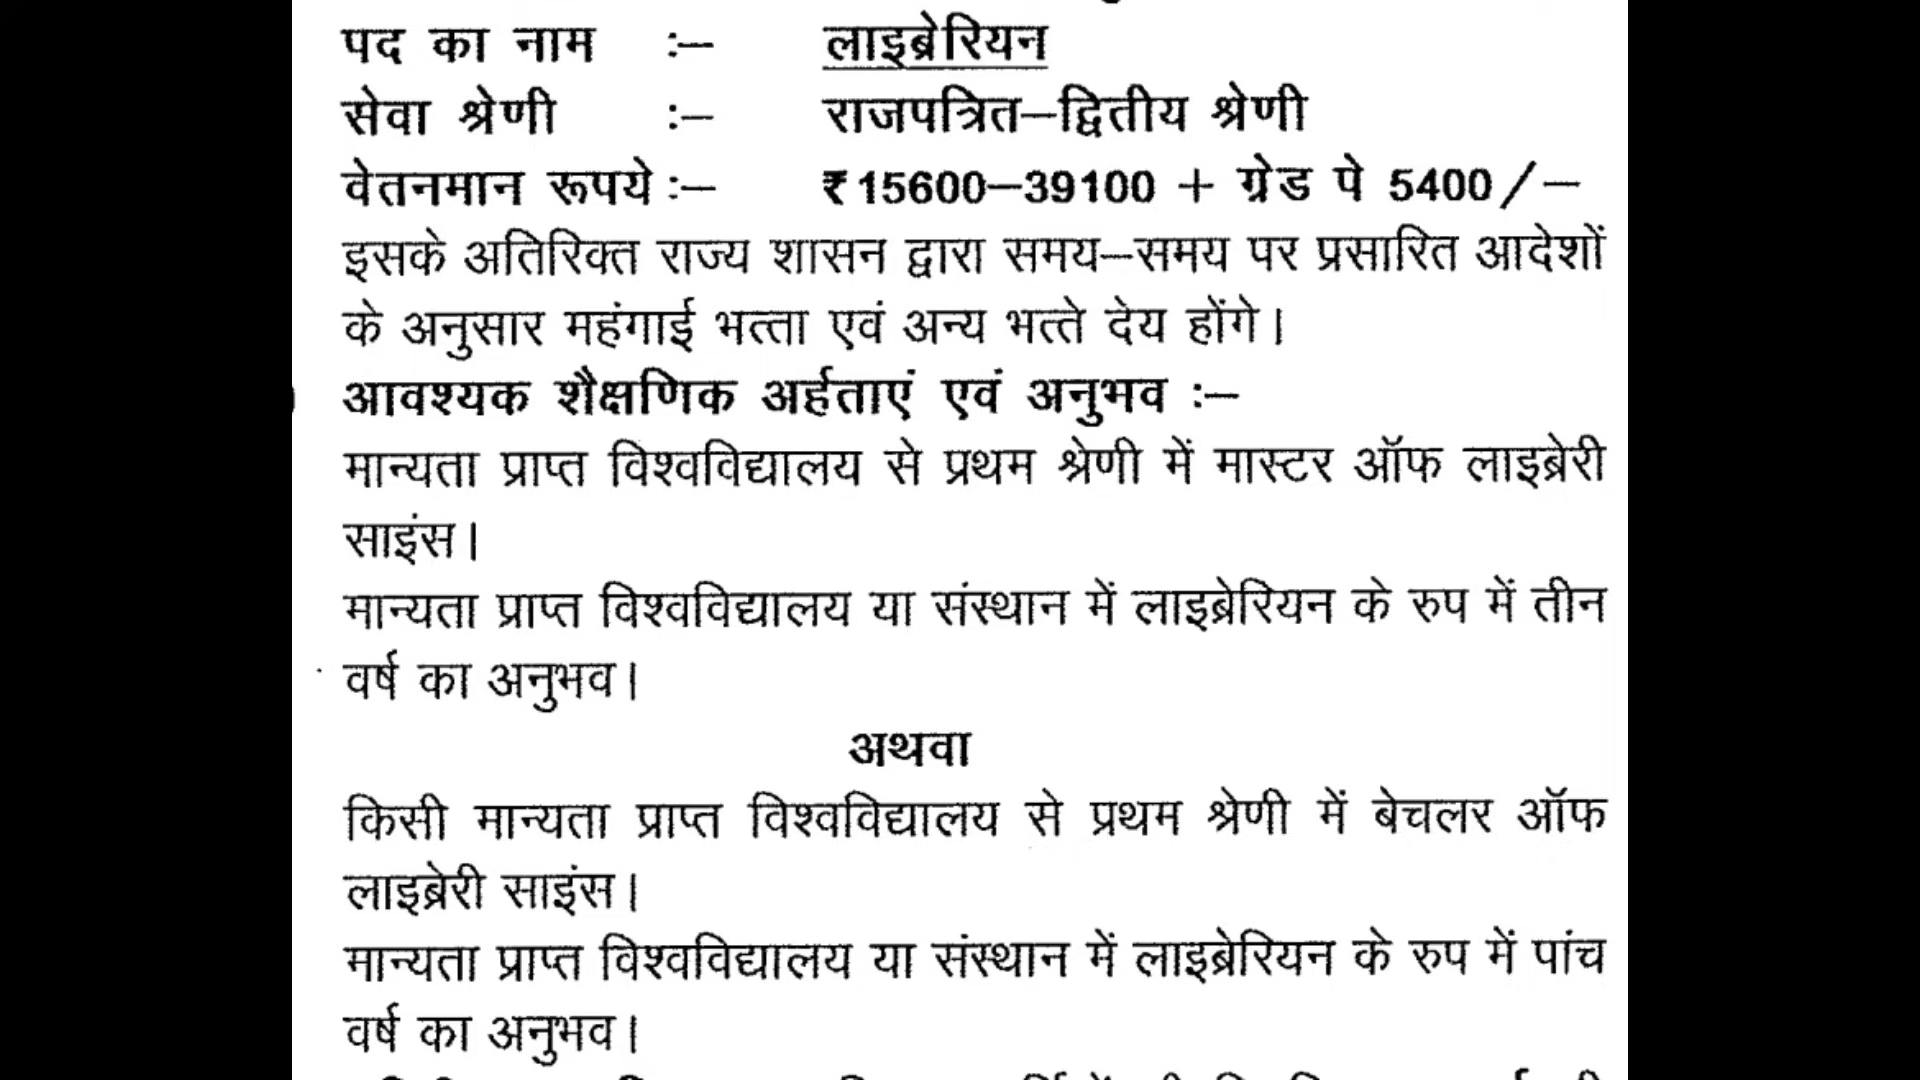 पद का नाम :– लाइब्रेरियन
सेवा श्रेणी :– राजपत्रित–द्वितीय श्रेणी
वेतनमान रूपये :– ₹15600–39100 + ग्रेड पे 5400/–
इसके अतिरिक्त राज्य शासन द्वारा समय–समय पर प्रसारित आदेशों
के अनुसार महंगाई भत्ता एवं अन्य भत्ते देय होंगे।
आवश्यक शैक्षणिक अर्हताएं एवं अनुभव :–
मान्यता प्राप्त विश्वविद्यालय से प्रथम श्रेणी में मास्टर ऑफ लाइब्रेरी
साइंस।
मान्यता प्राप्त विश्वविद्यालय या संस्थान में लाइब्रेरियन के रुप में तीन
वर्ष का अनुभव।
अथवा
किसी मान्यता प्राप्त विश्वविद्यालय से प्रथम श्रेणी में बेचलर ऑफ
लाइब्रेरी साइंस।
मान्यता प्राप्त विश्वविद्यालय या संस्थान में लाइब्रेरियन के रुप में पांच
वर्ष का अनुभव।